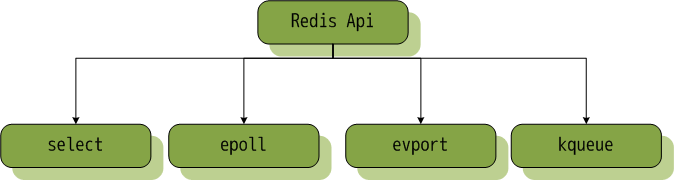 Redis Api
select
epoll
evport
kqueue